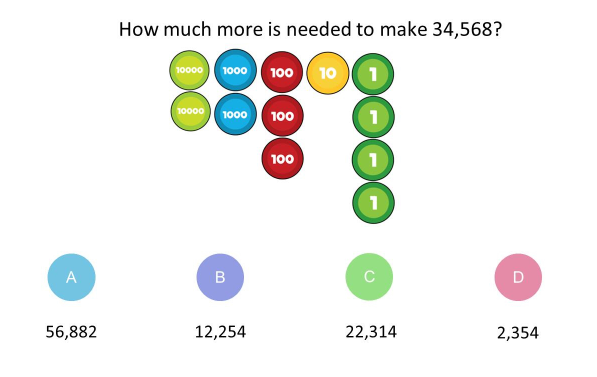 How much more is needed to make 34,568?
10000 1000 100 10 1
10000 1000 100 1
100 1
1
A B C D
56,882 12,254 22,314 2,354